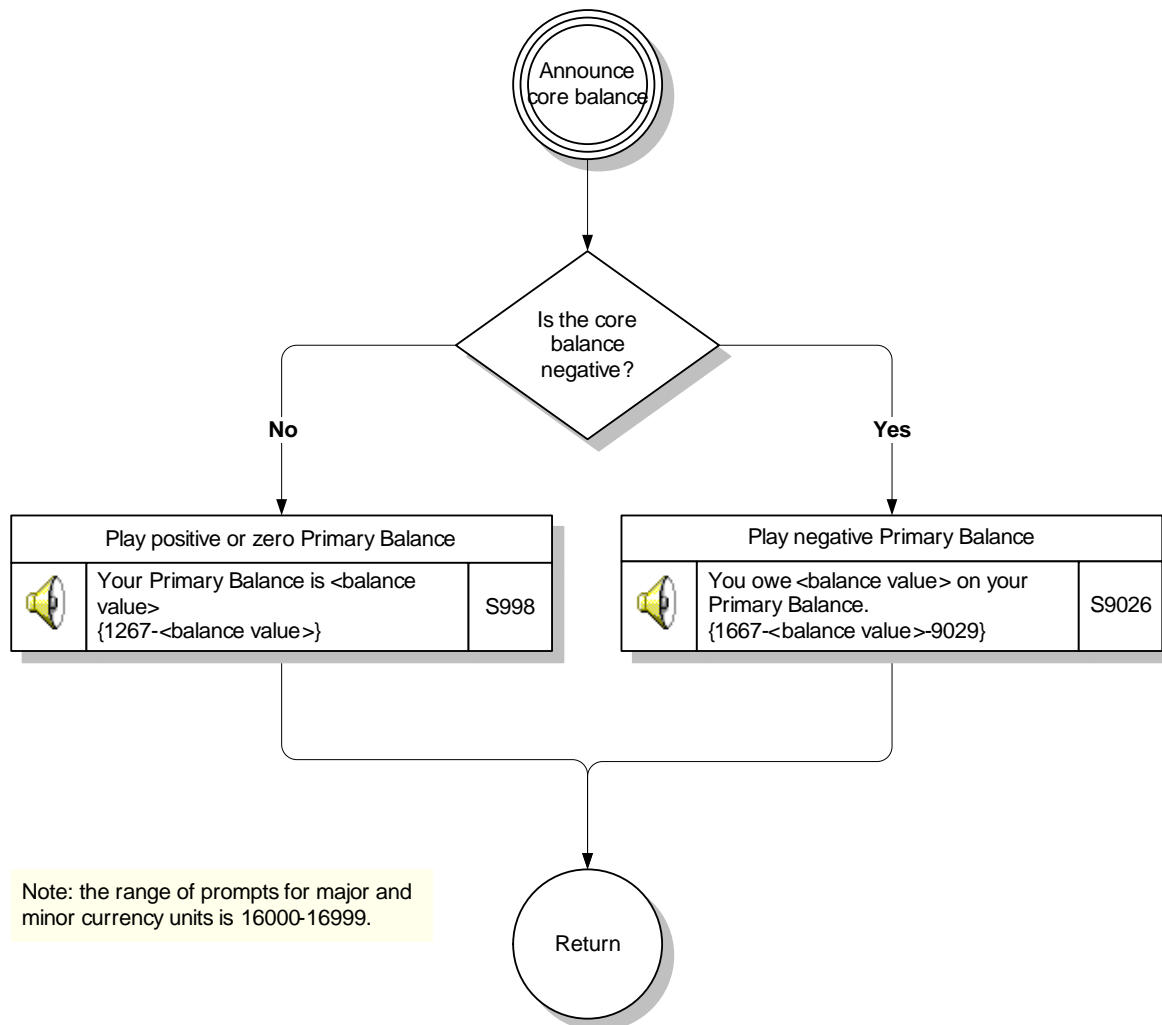 Announce
core balance
Is the core
balance
negative?
No
Yes
Play positive or zero Primary Balance
Your Primary Balance is <balance
value>
{1267-<balance value>}
S998
Play negative Primary Balance
You owe <balance value> on your
Primary Balance.
{1667-<balance value>-9029}
S9026
Note: the range of prompts for major and
minor currency units is 16000-16999.
Return